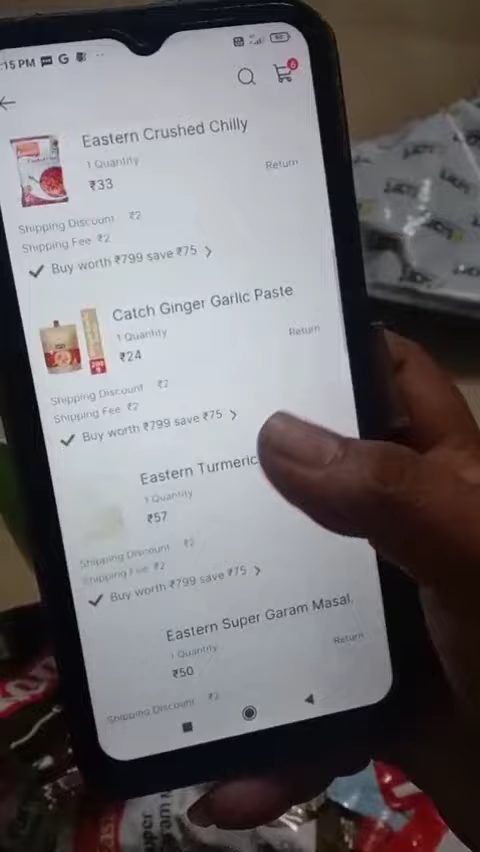 :15 PM
6
Eastern Crushed Chilly
1 Quantity
Return
₹33
Shipping Discount ₹2
Shipping Fee ₹2
Buy worth ₹799 save ₹75 >
Catch Ginger Garlic Paste
1 Quantity
Return
₹24
Shipping Discount ₹2
Shipping Fee ₹2
Buy worth ₹799 save ₹75 >
Eastern Turmeric
1 Quantity
₹57
Shipping Discount ₹2
Shipping Fee ₹2
Buy worth ₹799 save ₹75 >
Eastern Super Garam Masal.
1 Quantity
Return
₹50
Shipping Discount ₹2